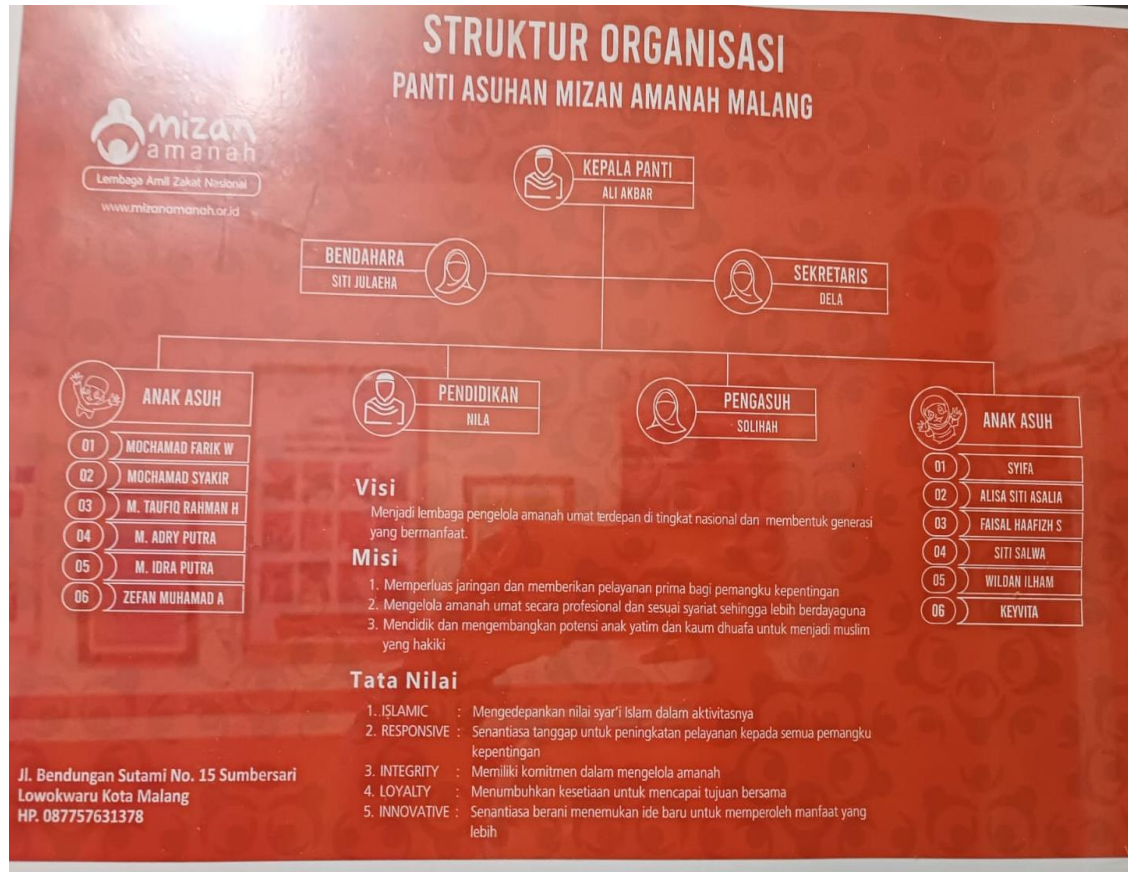 STRUKTUR ORGANISASI
PANTI ASUHAN MIZAN AMANAH MALANG
mizan
amanah
Lembaga Amil Zakat Nasional
www.mizanamanah.or.id
KEPALA PANTI
ALI AKBAR
BENDAHARA
SITI JULAEHA
SEKRETARIS
DELA
ANAK ASUH
01 MOCHAMAD FARIK W
02 MOCHAMAD SYAKIR
03 M. TAUFIQ RAHMAN H
04 M. ADRY PUTRA
05 M. IDRA PUTRA
06 ZEFAN MUHAMAD A
PENDIDIKAN
NILA
PENGASUH
SOLIHAH
ANAK ASUH
01 SYIFA
02 ALISA SITI ASALIA
03 FAISAL HAAFIZH S
04 SITI SALWA
05 WILDAN ILHAM
06 KEYVITA
Visi
Menjadi lembaga pengelola amanah umat terdepan di tingkat nasional dan membentuk generasi
yang bermanfaat.
Misi
1. Memperluas jaringan dan memberikan pelayanan prima bagi pemangku kepentingan
2. Mengelola amanah umat secara profesional dan sesuai syariat sehingga lebih berdayaguna
3. Mendidik dan mengembangkan potensi anak yatim dan kaum dhuafa untuk menjadi muslim
yang hakiki
Tata Nilai
1. ISLAMIC : Mengedepankan nilai syar'i Islam dalam aktivitasnya
2. RESPONSIVE : Senantiasa tanggap untuk peningkatan pelayanan kepada semua pemangku
kepentingan
3. INTEGRITY : Memiliki komitmen dalam mengelola amanah
4. LOYALTY : Menumbuhkan kesetiaan untuk mencapai tujuan bersama
5. INNOVATIVE : Senantiasa berani menemukan ide baru untuk memperoleh manfaat yang
lebih
Jl. Bendungan Sutami No. 15 Sumbersari
Lowokwaru Kota Malang
HP. 087757631378